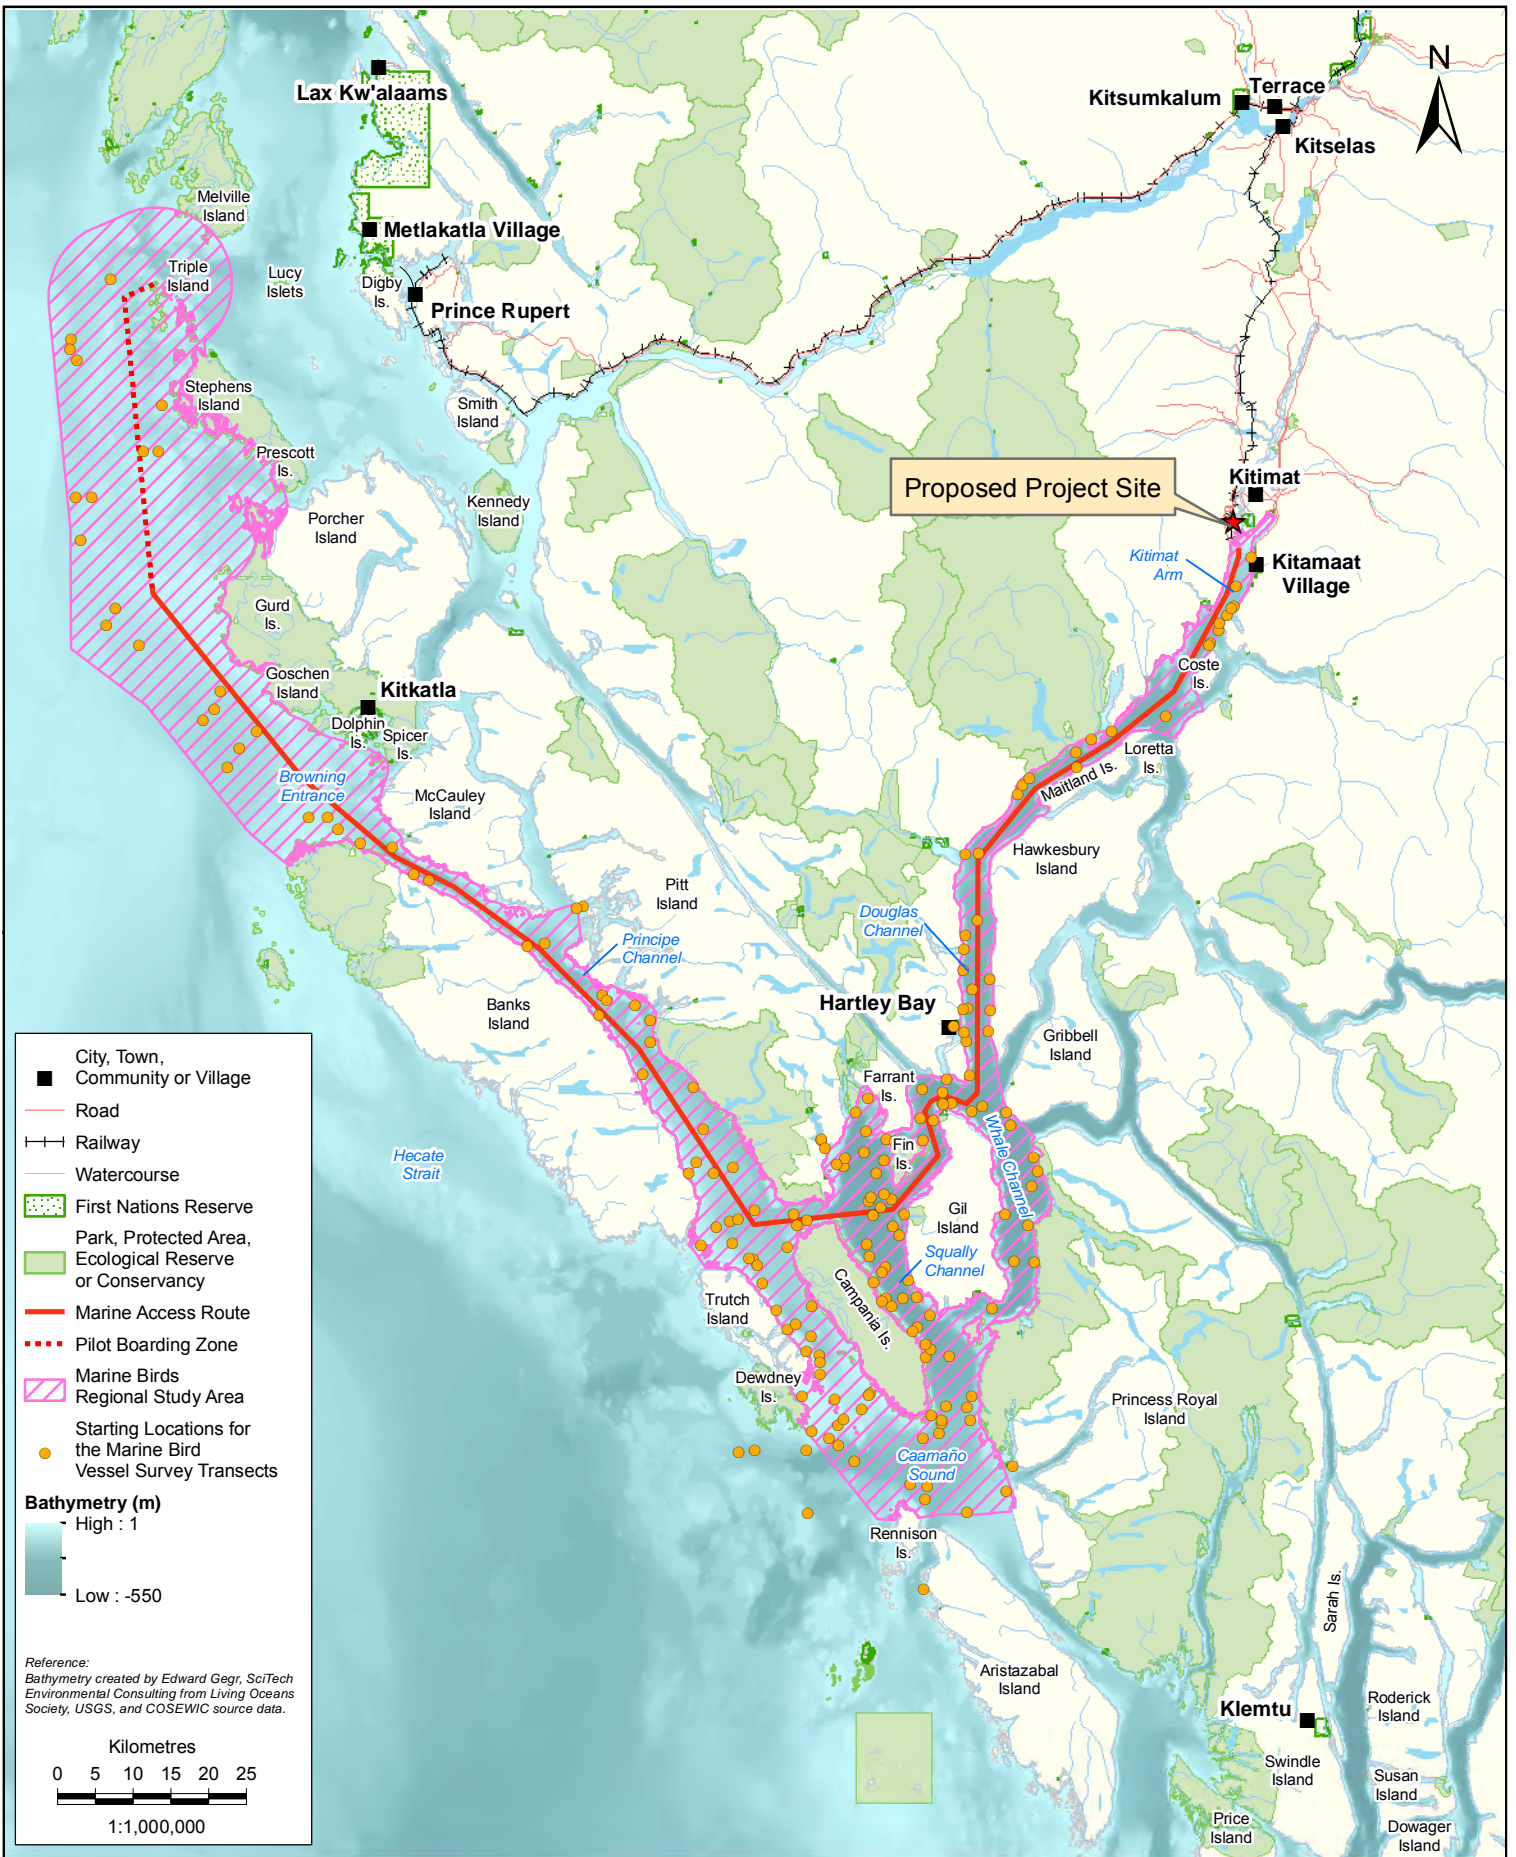 N
Lax Kw'alaams
Kitsumkalum
Terrace
Kitselas
Melville
Island
Metlakatla Village
Triple
Island
Lucy
Islets
Digby
Is.
Prince Rupert
Stephens
Island
Smith
Island
Prescott
Is.
Proposed Project Site
Kitimat
Kennedy
Island
Porcher
Island
Kitimat
Arm
Kitamaat
Village
Gurd
Is.
Goschen
Island
Kitkatla
Coste
Is.
Dolphin
Is.
Spicer
Is.
Loretta
Is.
Maitland Is.
Browning
Entrance
McCauley
Island
Hawkesbury
Island
Pitt
Island
Douglas
Channel
Principe
Channel
Banks
Island
Hartley Bay
Gribbell
Island
Farrant
Is.
Whale Channel
Fin
Is.
Hecate
Strait
Gil
Island
Squally
Channel
Campania Is.
Trutch
Island
Dewdney
Is.
Princess Royal
Island
Caamaño
Sound
Rennison
Is.
Sarah Is.
Aristazabal
Island
Klemtu
Roderick
Island
Swindle
Island
Susan
Island
Price
Island
Dowager
Island
City, Town,
Community or Village
Road
Railway
Watercourse
First Nations Reserve
Park, Protected Area,
Ecological Reserve
or Conservancy
Marine Access Route
Pilot Boarding Zone
Marine Birds
Regional Study Area
Starting Locations for
the Marine Bird
Vessel Survey Transects
Bathymetry (m)
High : 1
Low : -550
Reference:
Bathymetry created by Edward Gegr, SciTech
Environmental Consulting from Living Oceans
Society, USGS, and COSEWIC source data.
Kilometres
0 5 10 15 20 25
1:1,000,000